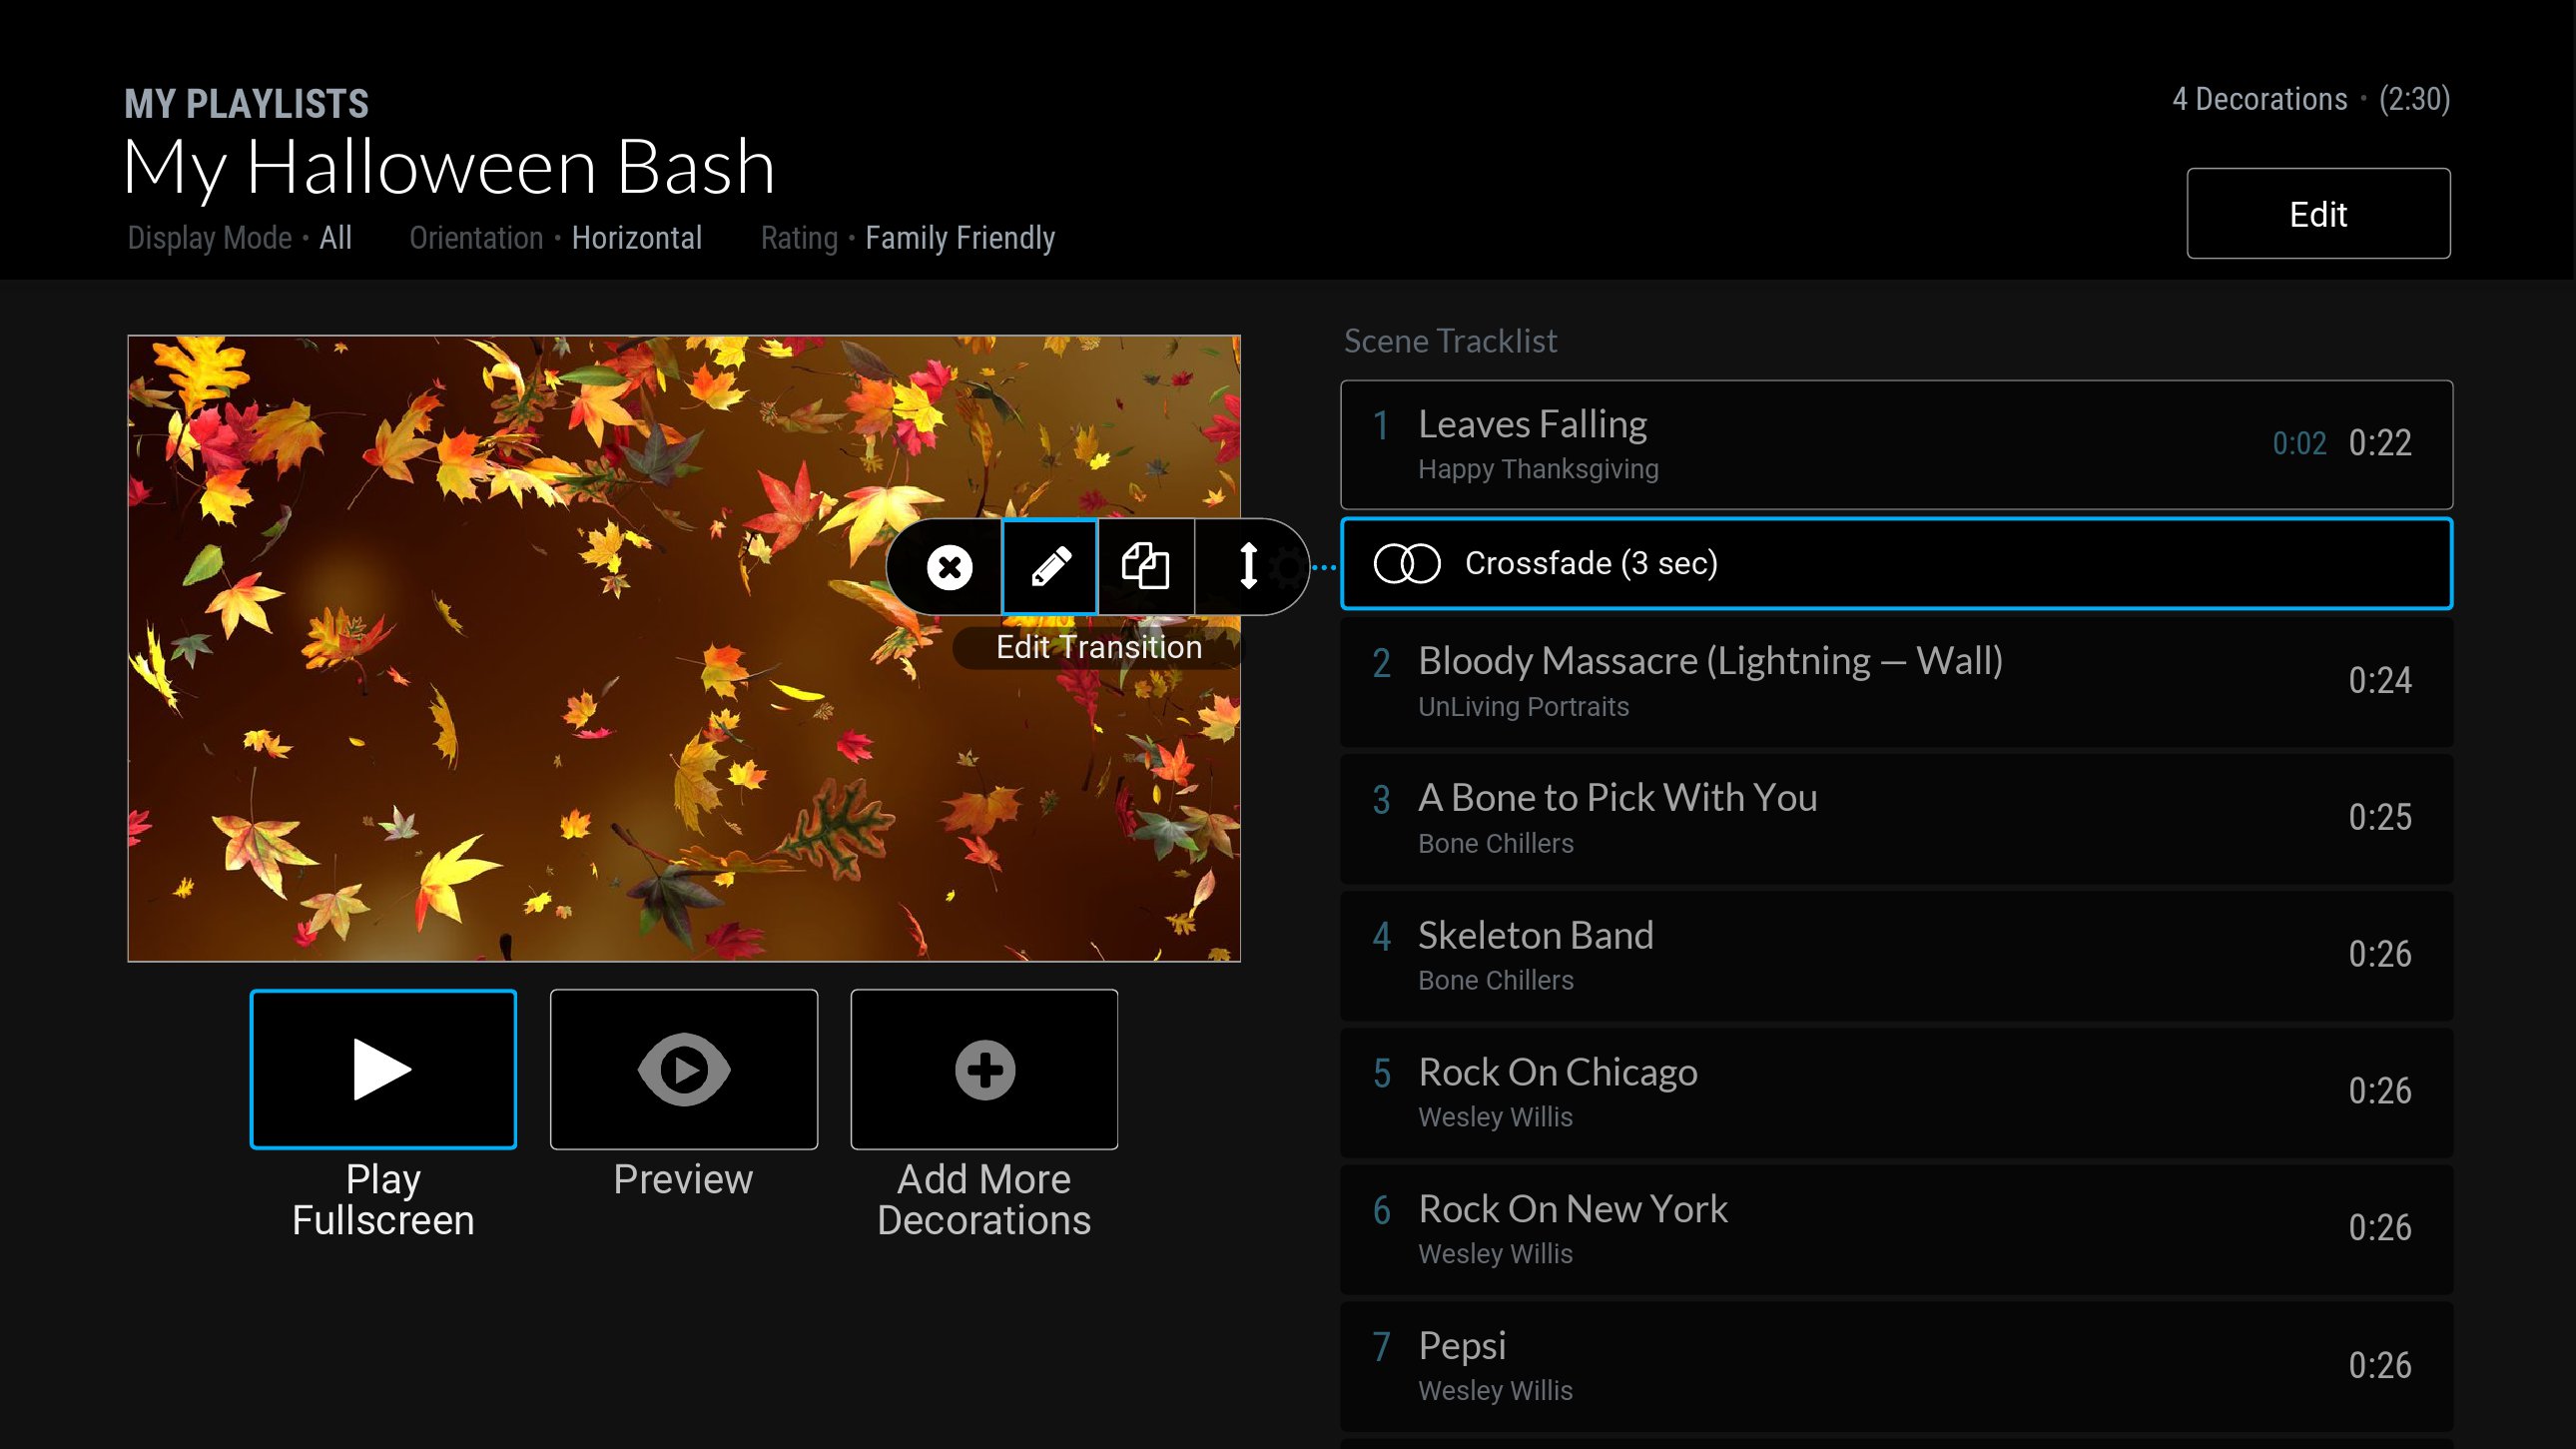 MY PLAYLISTS
My Halloween Bash
Display Mode • All Orientation • Horizontal Rating • Family Friendly
4 Decorations • (2:30)
Edit
Edit Transition
Play
Fullscreen
Preview
Add More
Decorations
Scene Tracklist
1 Leaves Falling
Happy Thanksgiving
0:02 0:22
Crossfade (3 sec)
2 Bloody Massacre (Lightning — Wall)
UnLiving Portraits
0:24
3 A Bone to Pick With You
Bone Chillers
0:25
4 Skeleton Band
Bone Chillers
0:26
5 Rock On Chicago
Wesley Willis
0:26
6 Rock On New York
Wesley Willis
0:26
7 Pepsi
Wesley Willis
0:26